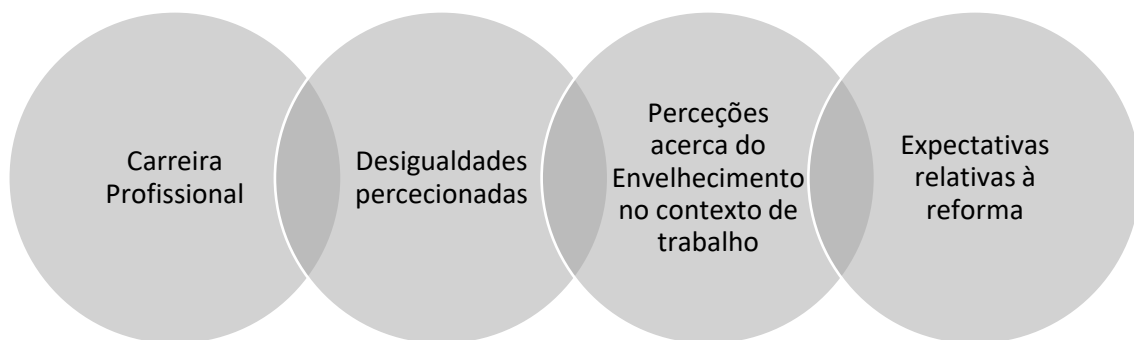 Carreira
Profissional
Desigualdades
percecionadas
Perceções
acerca do
Envelhecimento
no contexto de
trabalho
Expectativas
relativas à
reforma